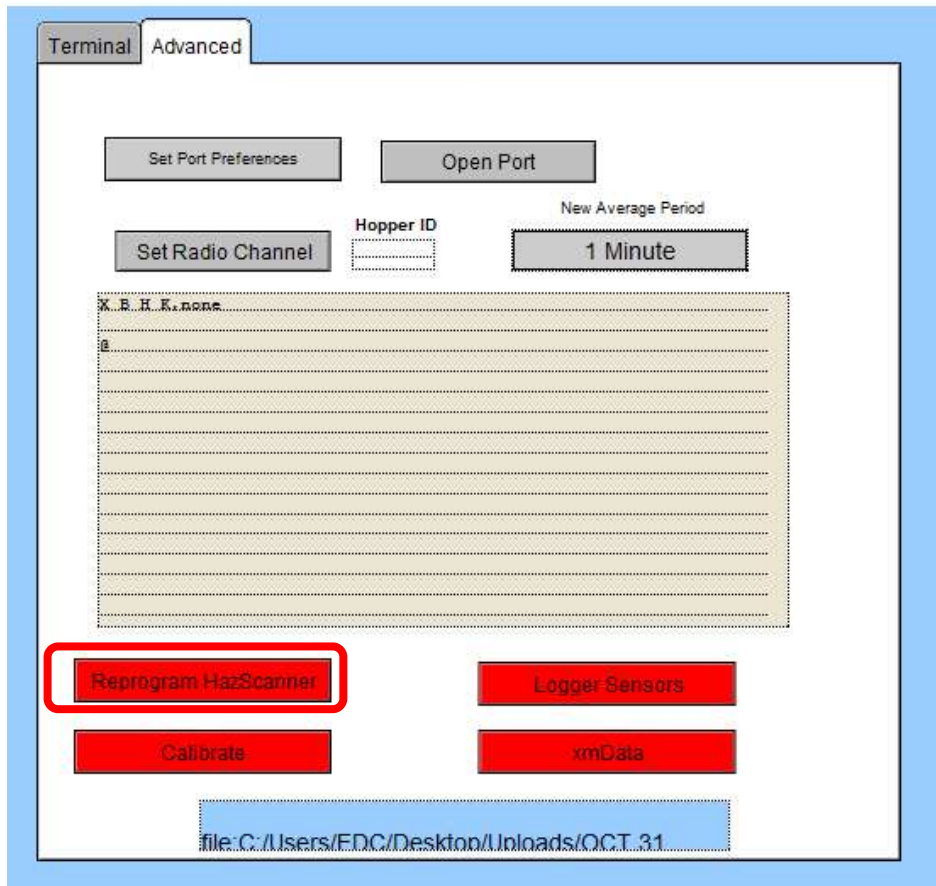 Terminal Advanced
Set Port Preferences Open Port
New Average Period
Hopper ID
Set Radio Channel 1 Minute
X B H K,none
@
Reprogram HazScanner Logger Sensors
Calibrate xmData
file:C:/Users/EDC/Desktop/Uploads/OCT 31